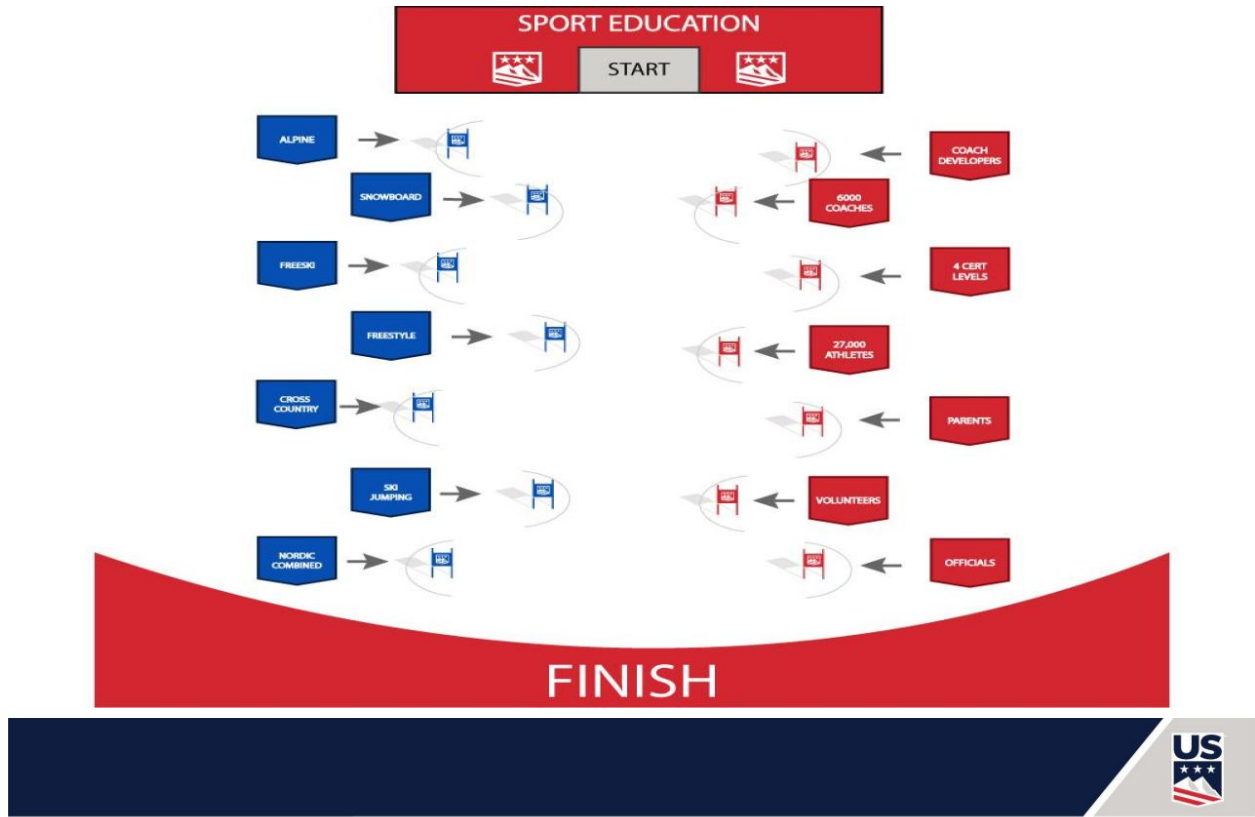 SPORT EDUCATION
START
ALPINE
SNOWBOARD
FREESKI
FREESTYLE
CROSS
COUNTRY
SKI
JUMPING
NORDIC
COMBINED
COACH
DEVELOPERS
6000
COACHES
4 CERT
LEVELS
27,000
ATHLETES
PARENTS
VOLUNTEERS
OFFICIALS
FINISH
US